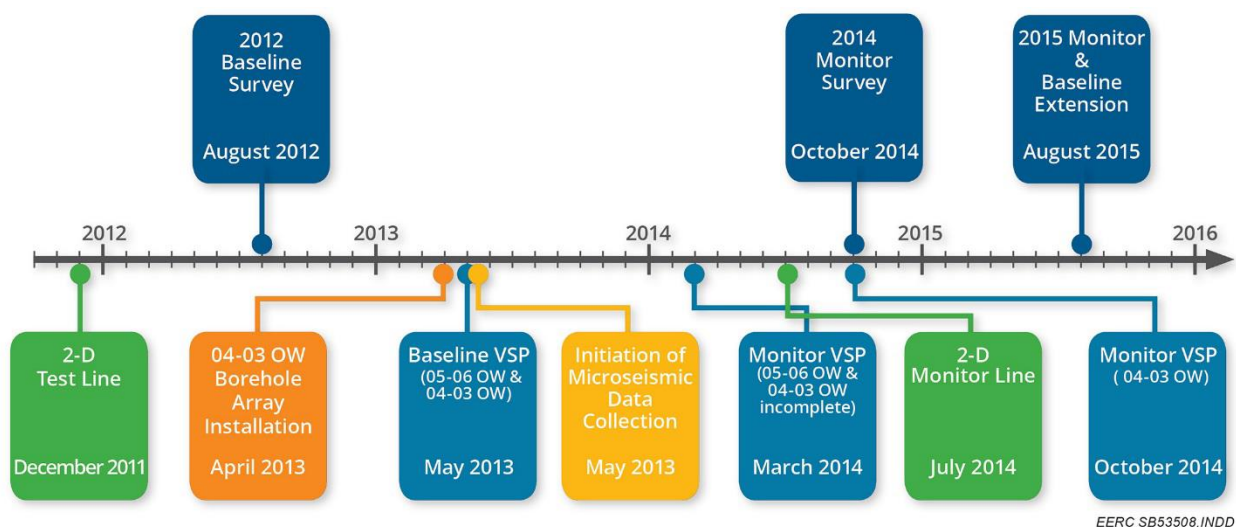 2012
Baseline
Survey
August 2012
2014
Monitor
Survey
October 2014
2015 Monitor
&
Baseline
Extension
August 2015
2012
2013
2014
2015
2016
2-D
Test Line
December 2011
04-03 OW
Borehole
Array
Installation
April 2013
Baseline VSP
(05-06 OW &
04-03 OW)
May 2013
Initiation of
Microseismic
Data
Collection
May 2013
Monitor VSP
(05-06 OW &
04-03 OW
incomplete)
March 2014
2-D
Monitor Line
July 2014
Monitor VSP
( 04-03 OW)
October 2014
EERC SB53508.INDD